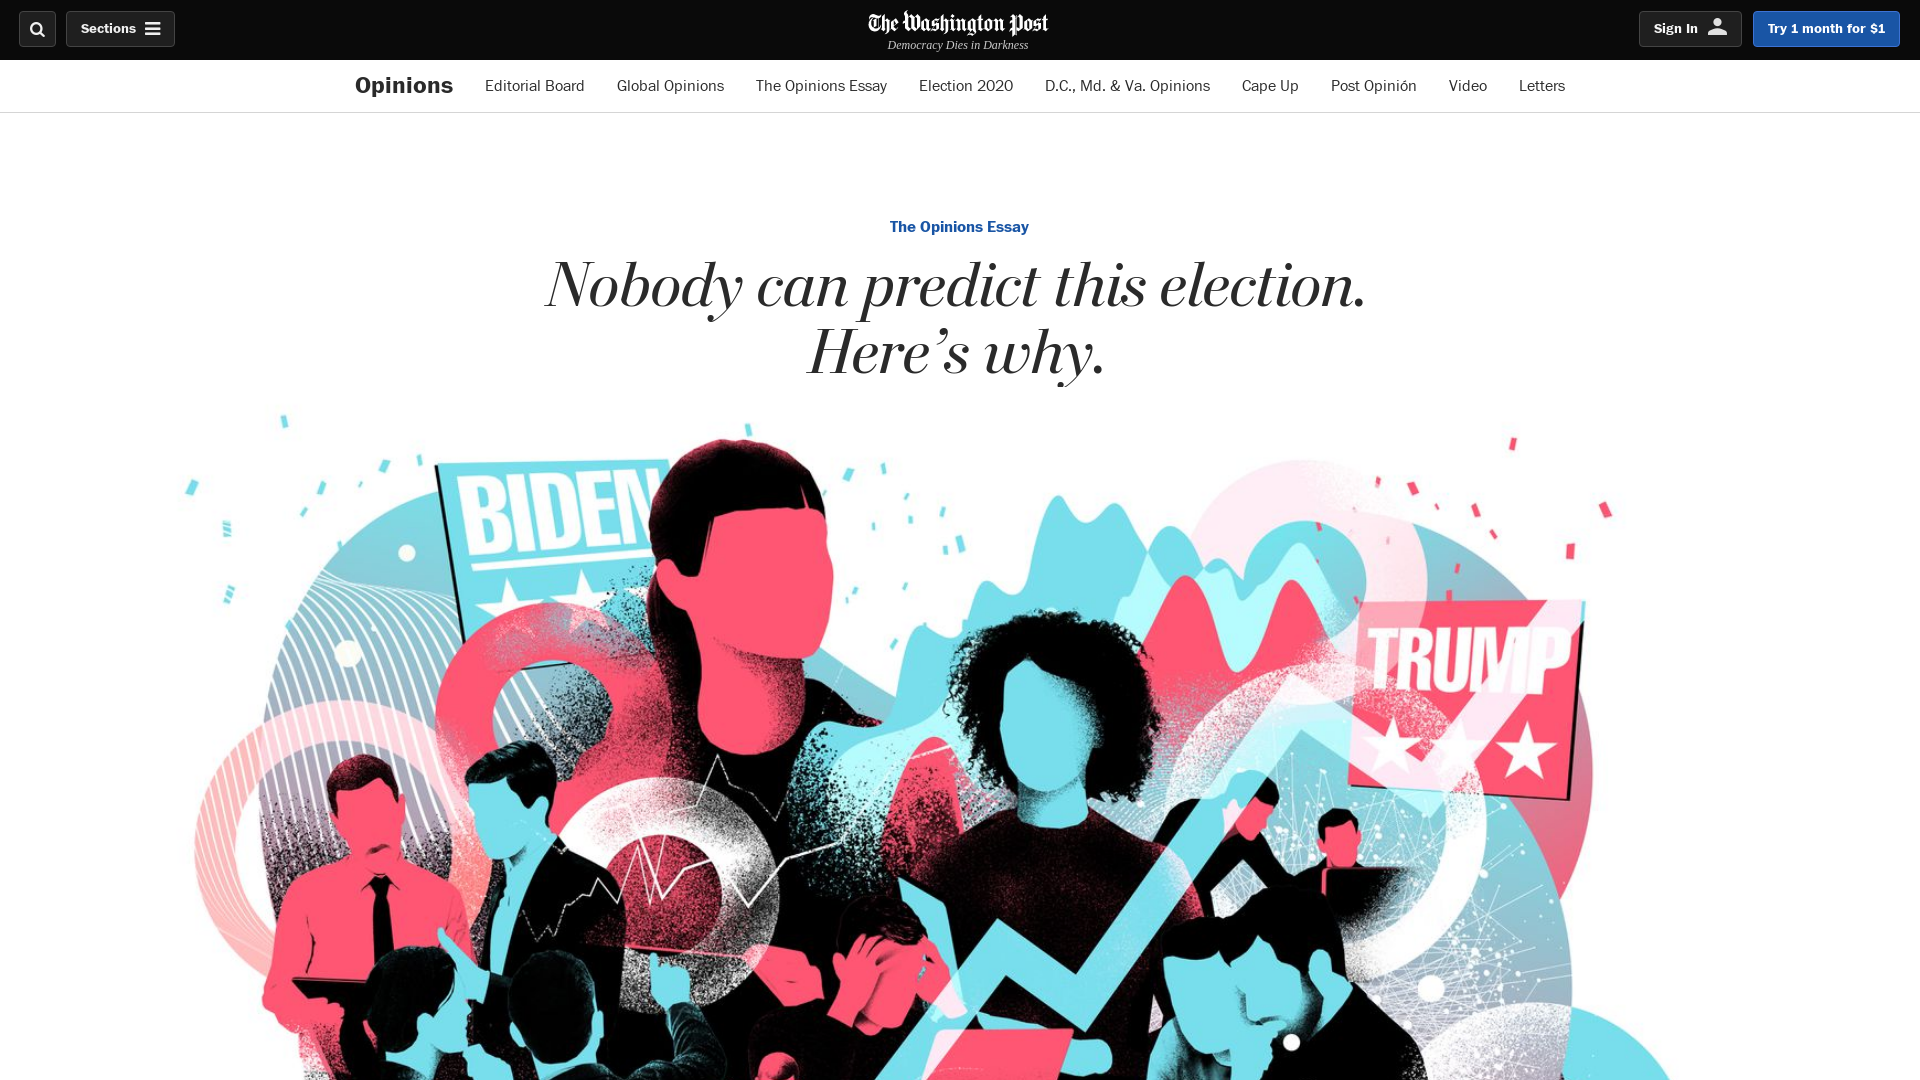 Sections
The Washington Post
Democracy Dies in Darkness
Sign In
Try 1 month for $1
Opinions
Editorial Board
Global Opinions
The Opinions Essay
Election 2020
D.C., Md. & Va. Opinions
Cape Up
Post Opinión
Video
Letters
The Opinions Essay
Nobody can predict this election.
Here’s why.
BIDEN
TRUMP